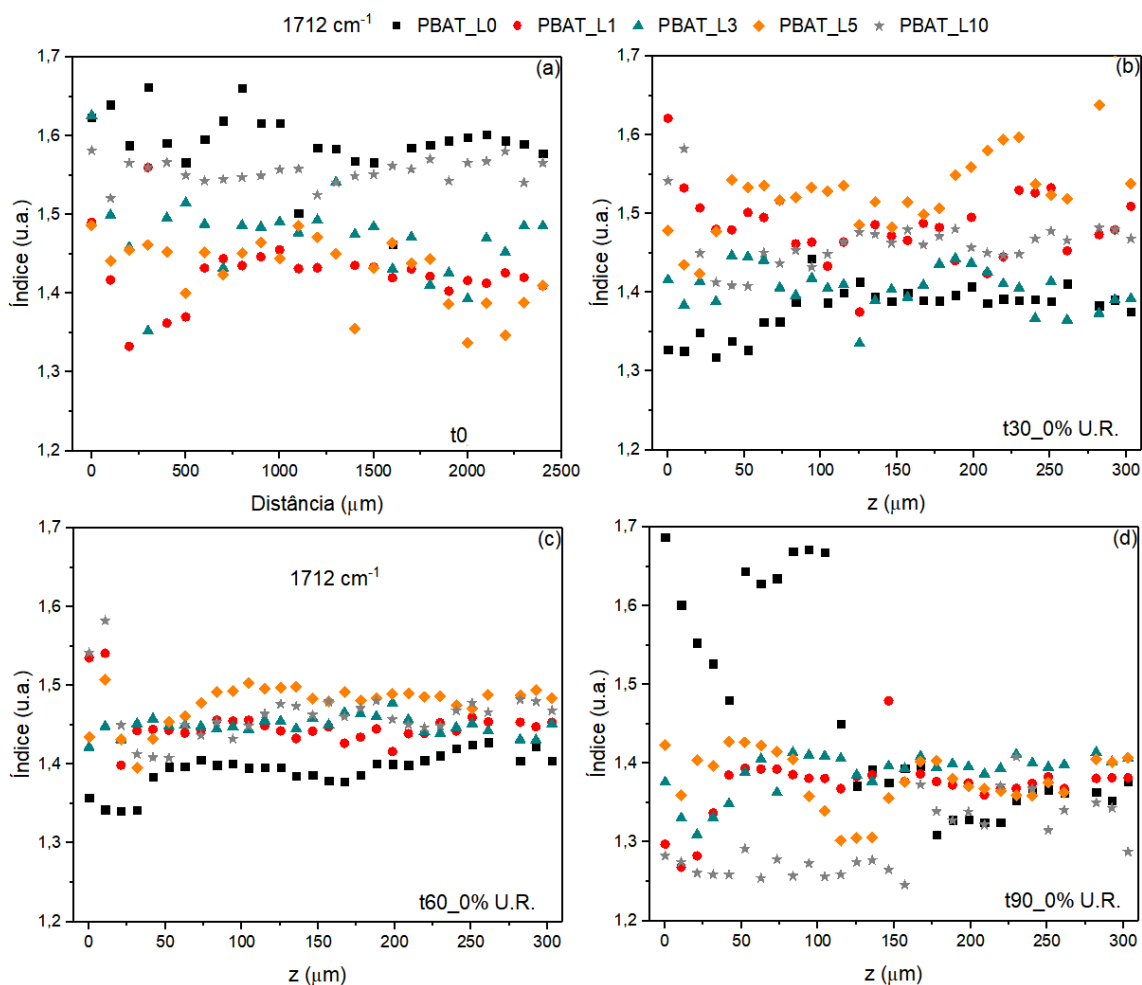 1712 cm⁻¹ PBAT_L0 PBAT_L1 PBAT_L3 PBAT_L5 PBAT_L10
1,7
1,6
1,5
1,4
1,3
1,2
Índice (u.a.)
(a)
t0
0 500 1000 1500 2000 2500
Distância (μm)
1,7
1,6
1,5
1,4
1,3
1,2
Índice (u.a.)
(b)
t30_0% U.R.
0 50 100 150 200 250 300
z (μm)
1,7
1,6
1,5
1,4
1,3
1,2
Índice (u.a.)
(c)
1712 cm⁻¹
t60_0% U.R.
0 50 100 150 200 250 300
z (μm)
1,7
1,6
1,5
1,4
1,3
1,2
Índice (u.a.)
(d)
t90_0% U.R.
0 50 100 150 200 250 300
z (μm)